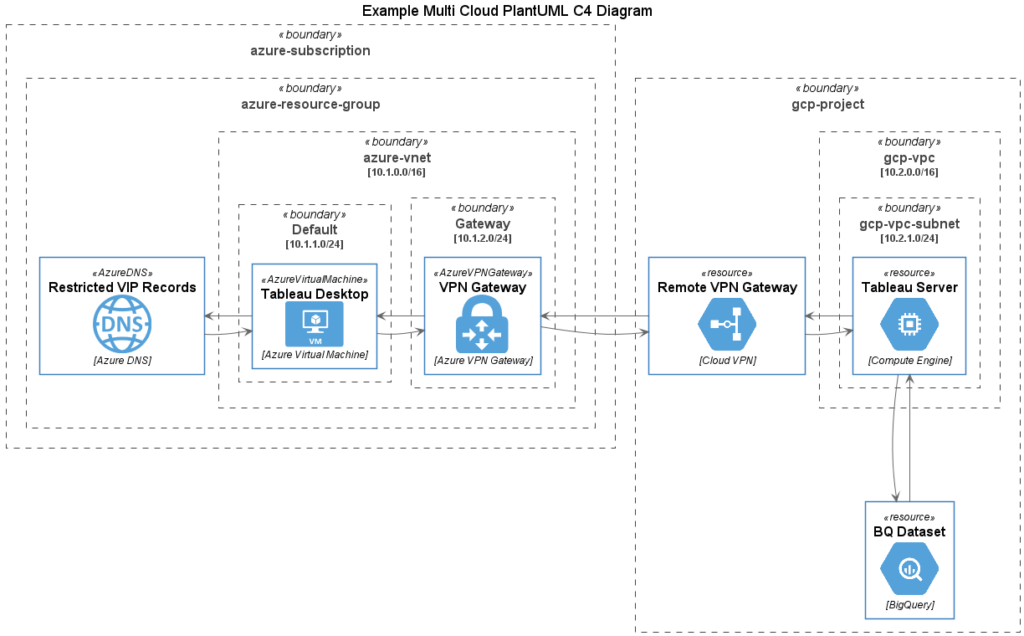 Example Multi Cloud PlantUML C4 Diagram
«boundary»
azure-subscription
«boundary»
azure-resource-group
«boundary»
azure-vnet
[10.1.0.0/16]
«boundary»
Default
[10.1.1.0/24]
«boundary»
Gateway
[10.1.2.0/24]
«AzureDNS»
Restricted VIP Records
DNS
[Azure DNS]
«AzureVirtualMachine»
Tableau Desktop
VM
[Azure Virtual Machine]
«AzureVPNGateway»
VPN Gateway
[Azure VPN Gateway]
«boundary»
gcp-project
«boundary»
gcp-vpc
[10.2.0.0/16]
«boundary»
gcp-vpc-subnet
[10.2.1.0/24]
«resource»
Remote VPN Gateway
[Cloud VPN]
«resource»
Tableau Server
[Compute Engine]
«resource»
BQ Dataset
[BigQuery]